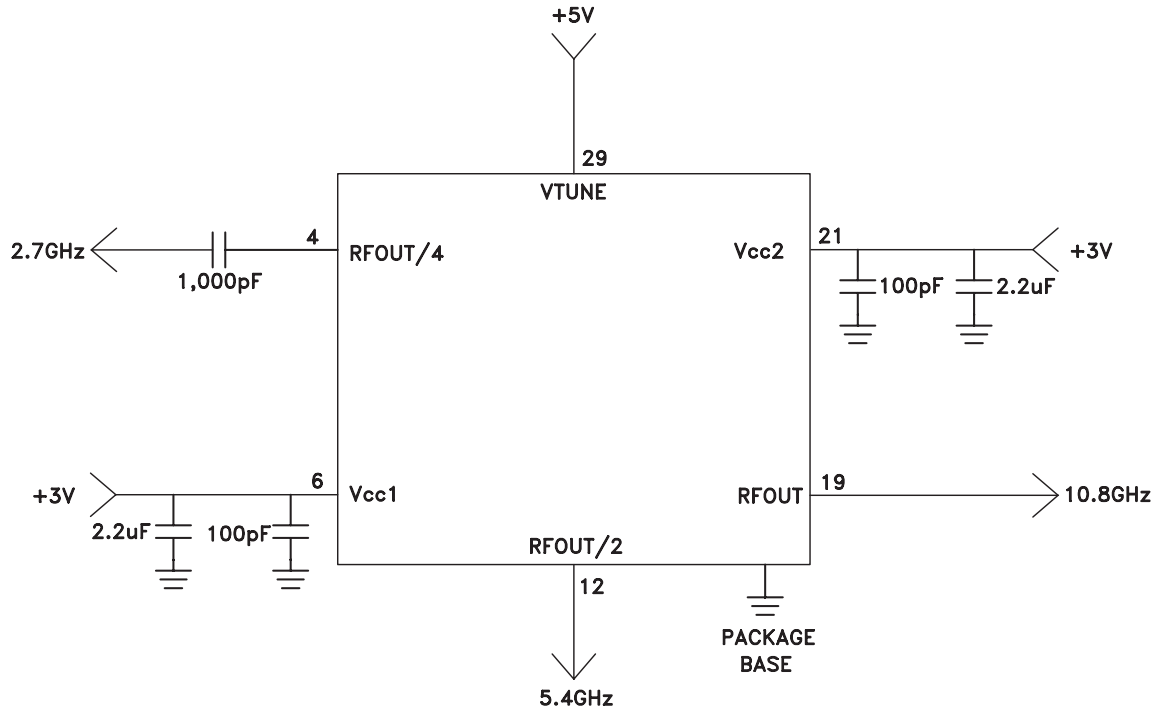 +5V
29
VTUNE
2.7GHz
4
RFOUT/4
1,000pF
Vcc2
21
+3V
100pF
2.2uF
+3V
6
Vcc1
2.2uF
100pF
RFOUT
19
10.8GHz
RFOUT/2
12
PACKAGE
BASE
5.4GHz